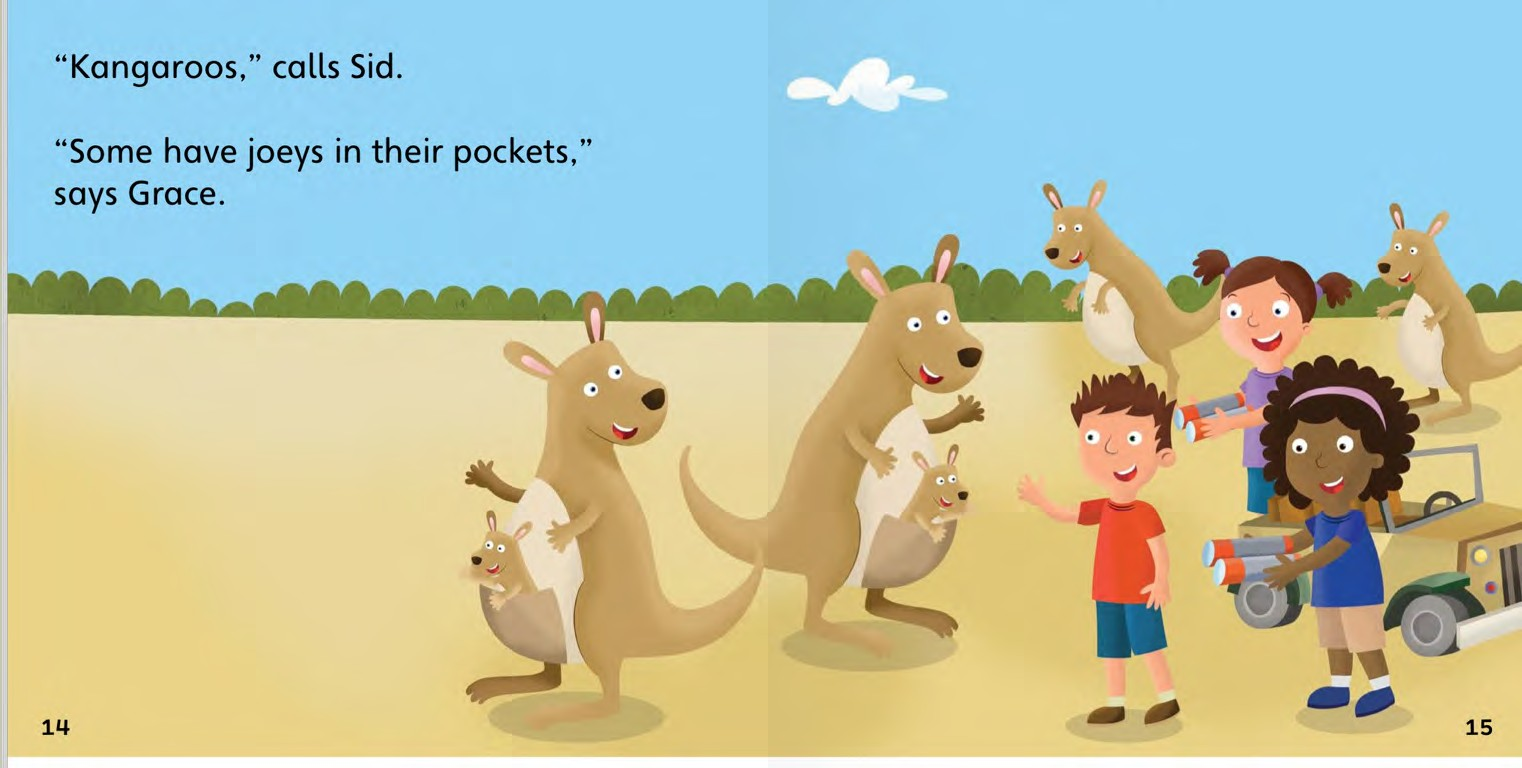 “Kangaroos,” calls Sid.
“Some have joeys in their pockets,”
says Grace.
14
15